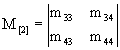 M[2] = | m33 m34 |
| m43 m44 |